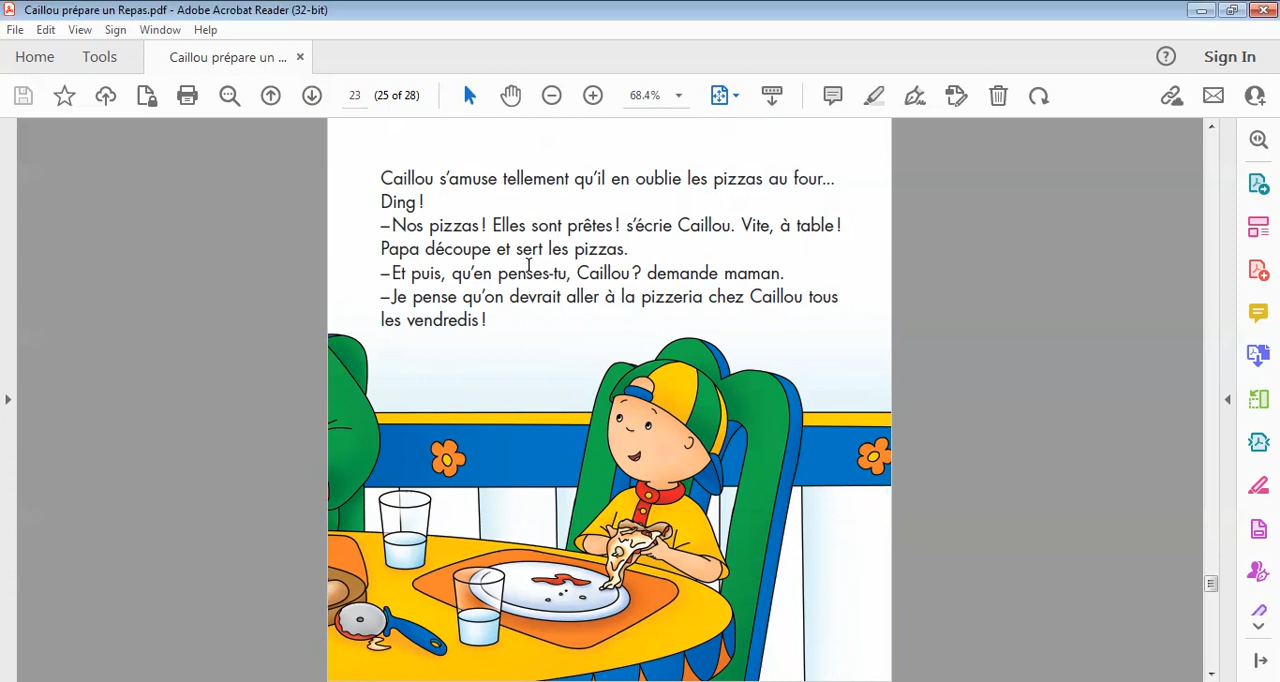 Caillou prépare un Repas.pdf - Adobe Acrobat Reader (32-bit)
File Edit View Sign Window Help
Home Tools Caillou prépare un ... × Sign In
23 (25 of 28) 68.4%
Caillou s’amuse tellement qu’il en oublie les pizzas au four...
Ding !
– Nos pizzas ! Elles sont prêtes ! s’écrie Caillou. Vite, à table !
Papa découpe et sert les pizzas.
– Et puis, qu’en penses-tu, Caillou ? demande maman.
– Je pense qu’on devrait aller à la pizzeria chez Caillou tous
les vendredis !